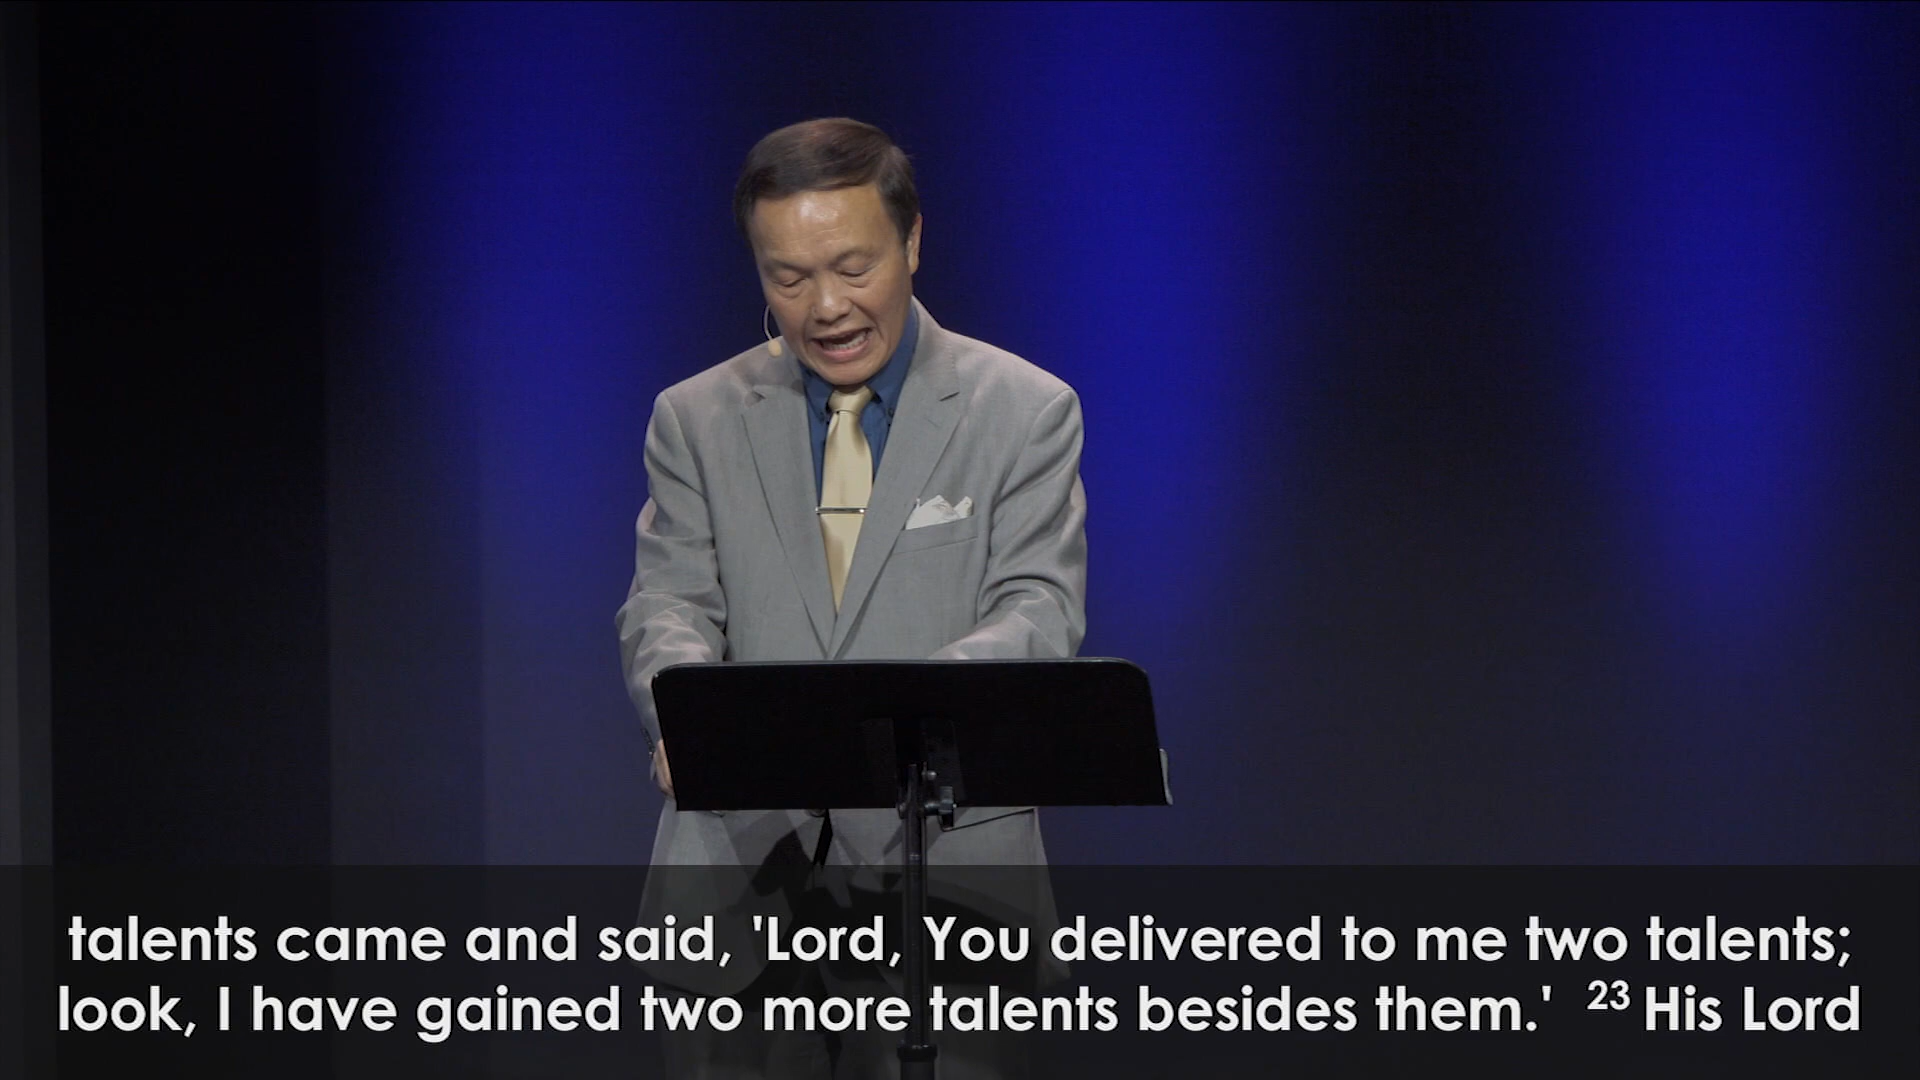 talents came and said, 'Lord, You delivered to me two talents;
look, I have gained two more talents besides them.' 23 His Lord